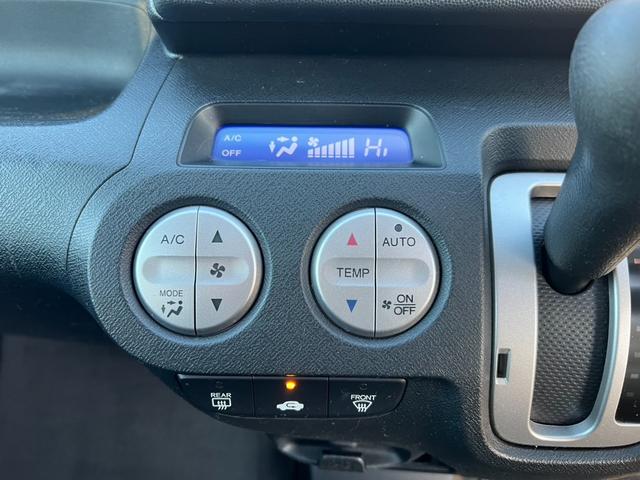 A/C
OFF
Hi
A/C
MODE
AUTO
TEMP
ON
OFF
REAR
FRONT